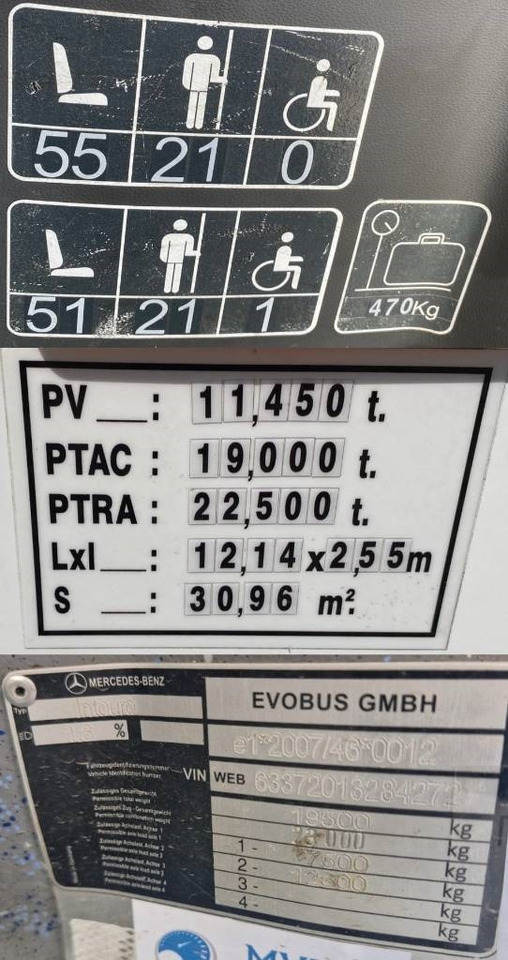 55 21 0
51 21 1
470Kg
PV __: 11,450 t.
PTAC : 19,000 t.
PTRA : 22,500 t.
Lxl__: 12,14 x 2,55 m
S __: 30,96 m²
MERCEDES-BENZ
EVOBUS GMBH
TYP
Intouro
%
e1*2007/46*0012
Fahrzeugidentifizierungsnummer
Vehicle Identification Number
VIN WEB 63372013284272
Zulässiges Gesamtgewicht
Permissible total weight
kg
Zulässiges Zug - Gesamtgewicht
Permissible combination weight
kg
Zulässige Achslast, Achse 1
Permissible axle load axle 1
1 - kg
Zulässige Achslast, Achse 2
Permissible axle load axle 2
2 - kg
Zulässige Achslast, Achse 3
Permissible axle load axle 3
3 - kg
Zulässige Achslast, Achse 4
Permissible axle load axle 4
4 - kg